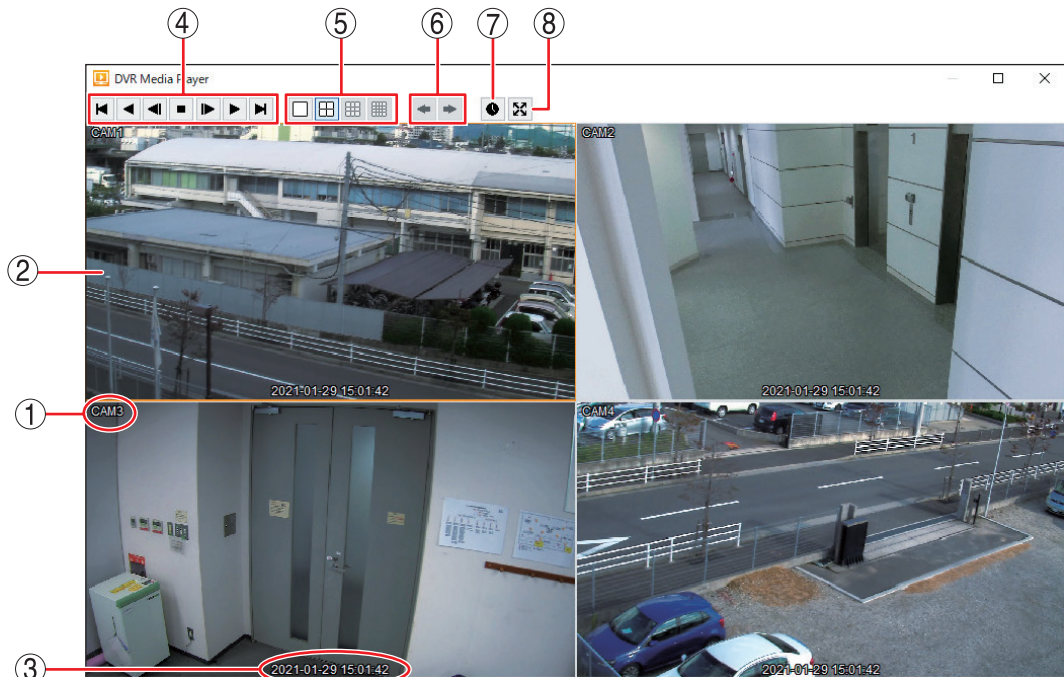 ④ ⑤ ⑥ ⑦ ⑧
DVR Media Player
CAM1
CAM2
1
②
2021-01-29 15:01:42
2021-01-29 15:01:42
①
CAM3
CAM4
③
2021-01-29 15:01:42
2021-01-29 15:01:42